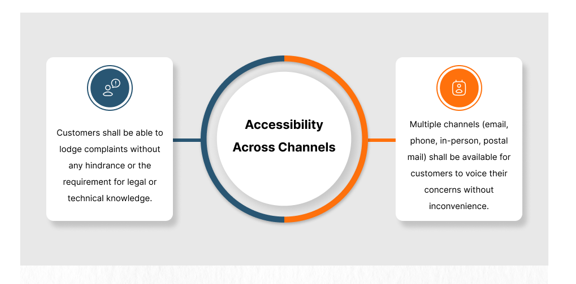 Accessibility
Across Channels
Customers shall be able to
lodge complaints without
any hindrance or the
requirement for legal or
technical knowledge.
Multiple channels (email,
phone, in-person, postal
mail) shall be available for
customers to voice their
concerns without
inconvenience.